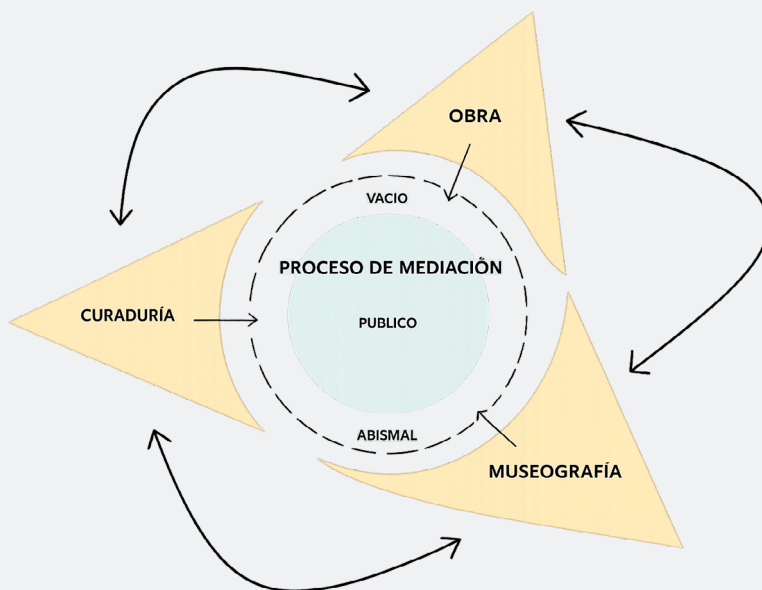 OBRA
VACIO
PROCESO DE MEDIACIÓN
CURADURÍA
PUBLICO
ABISMAL
MUSEOGRAFÍA